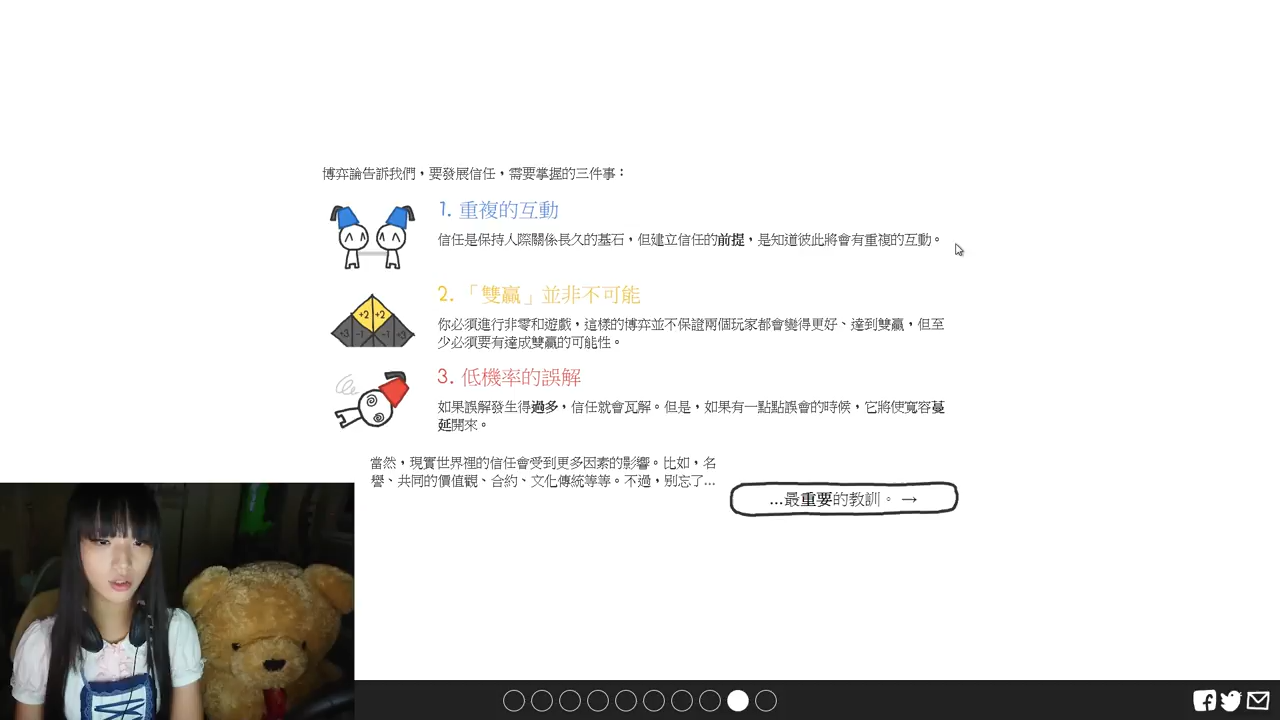 博弈論告訴我們，要發展信任，需要掌握的三件事：
1. 重複的互動
信任是保持人際關係長久的基石，但建立信任的前提，是知道彼此將會有重複的互動。
2. 「雙贏」並非不可能
+2 +2
+3 -1 -1 +3
你必須進行非零和遊戲，這樣的博弈並不保證兩個玩家都會變得更好、達到雙贏，但至
少必須要有達成雙贏的可能性。
3. 低機率的誤解
如果誤解發生得過多，信任就會瓦解。但是，如果有一點點誤會的時候，它將使寬容蔓
延開來。
當然，現實世界裡的信任會受到更多因素的影響。比如，名
譽、共同的價值觀、合約、文化傳統等等。不過，別忘了...
...最重要的教訓。→